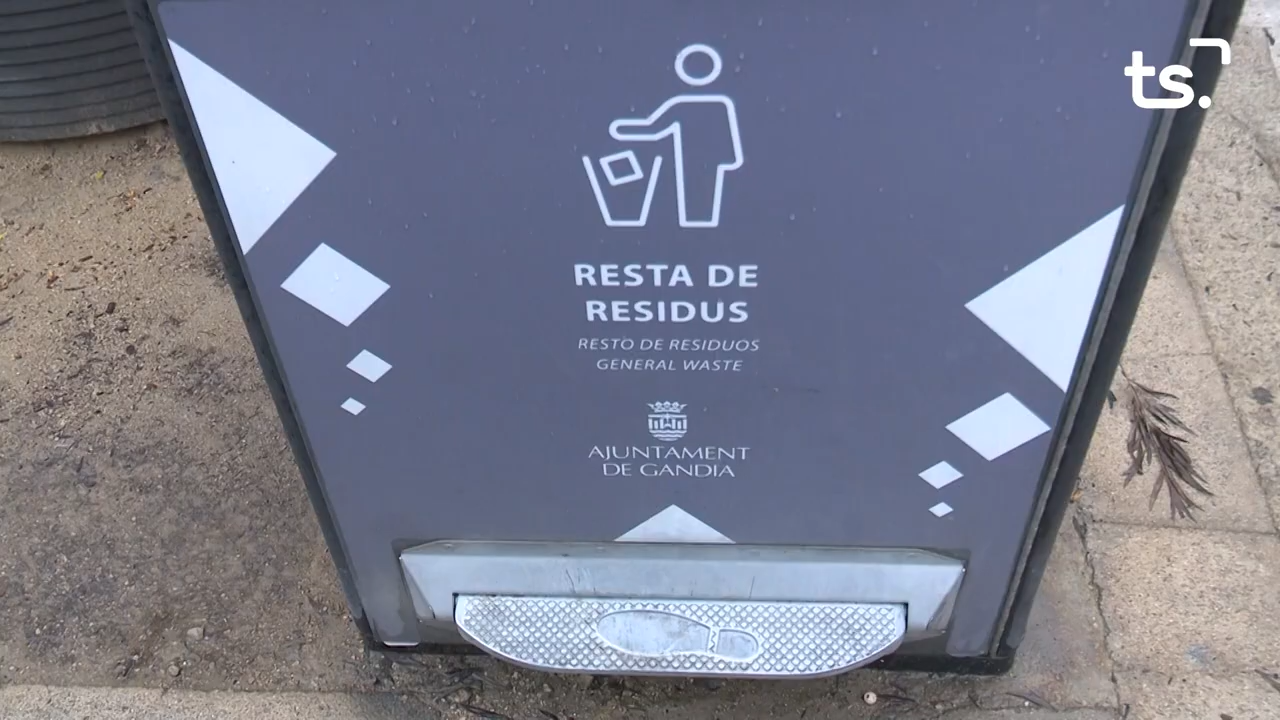 ts.
RESTA DE
RESIDUS
RESTO DE RESIDUOS
GENERAL WASTE
AJUNTAMENT
DE GANDIA